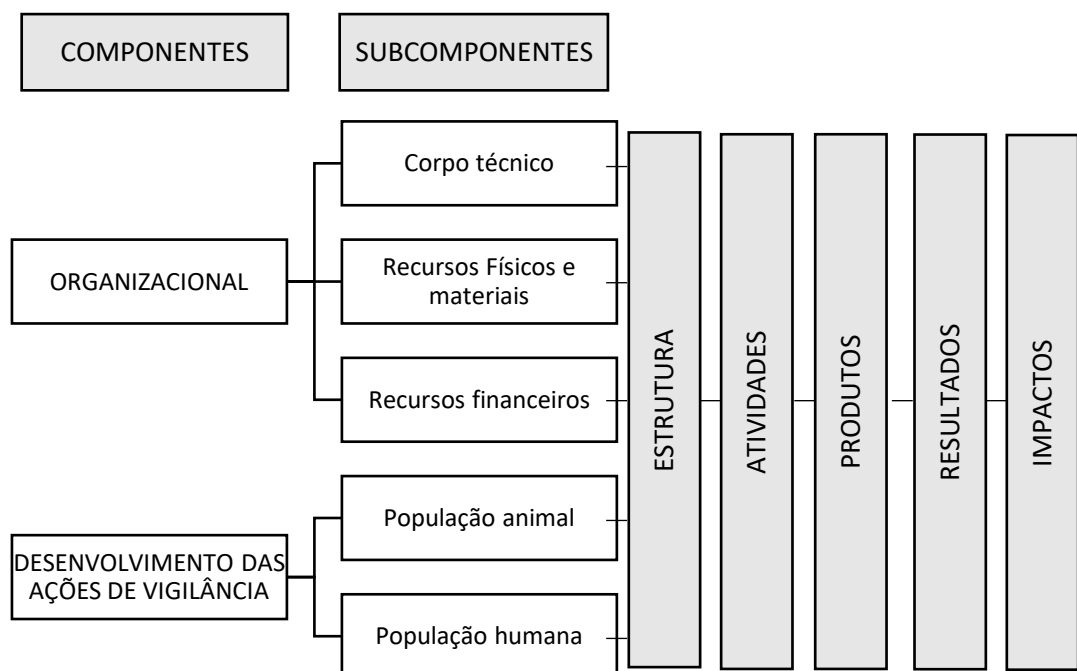 COMPONENTES
SUBCOMPONENTES
ORGANIZACIONAL
Corpo técnico
Recursos Físicos e
materiais
Recursos financeiros
DESENVOLVIMENTO DAS
AÇÕES DE VIGILÂNCIA
População animal
População humana
ESTRUTURA
ATIVIDADES
PRODUTOS
RESULTADOS
IMPACTOS